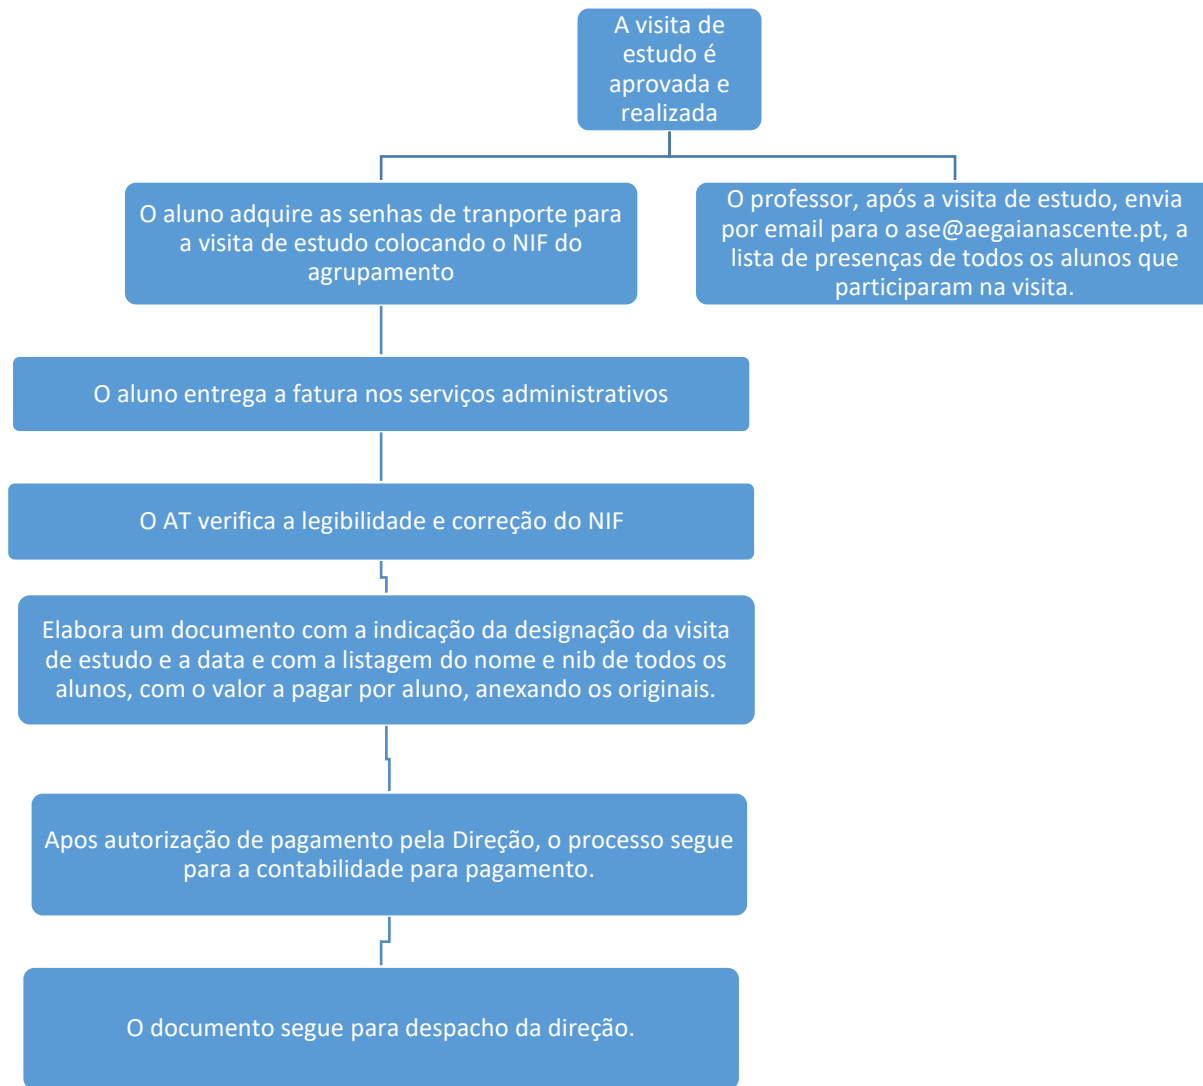 A visita de
estudo é
aprovada e
realizada
O aluno adquire as senhas de tranporte para
a visita de estudo colocando o NIF do
agrupamento
O professor, após a visita de estudo, envia
por email para o ase@aegaianascente.pt, a
lista de presenças de todos os alunos que
participaram na visita.
O aluno entrega a fatura nos serviços administrativos
O AT verifica a legibilidade e correção do NIF
Elabora um documento com a indicação da designação da visita
de estudo e a data e com a listagem do nome e nib de todos os
alunos, com o valor a pagar por aluno, anexando os originais.
Apos autorização de pagamento pela Direção, o processo segue
para a contabilidade para pagamento.
O documento segue para despacho da direção.